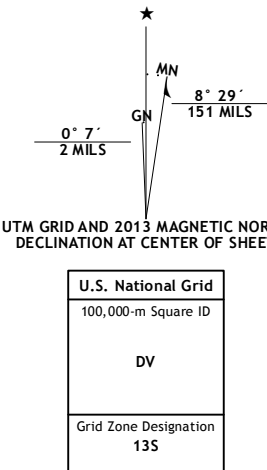 ★
MN
8° 29´
151 MILS
GN
0° 7´
2 MILS
UTM GRID AND 2013 MAGNETIC NOR
DECLINATION AT CENTER OF SHEE
U.S. National Grid
100,000-m Square ID
DV
Grid Zone Designation
13S